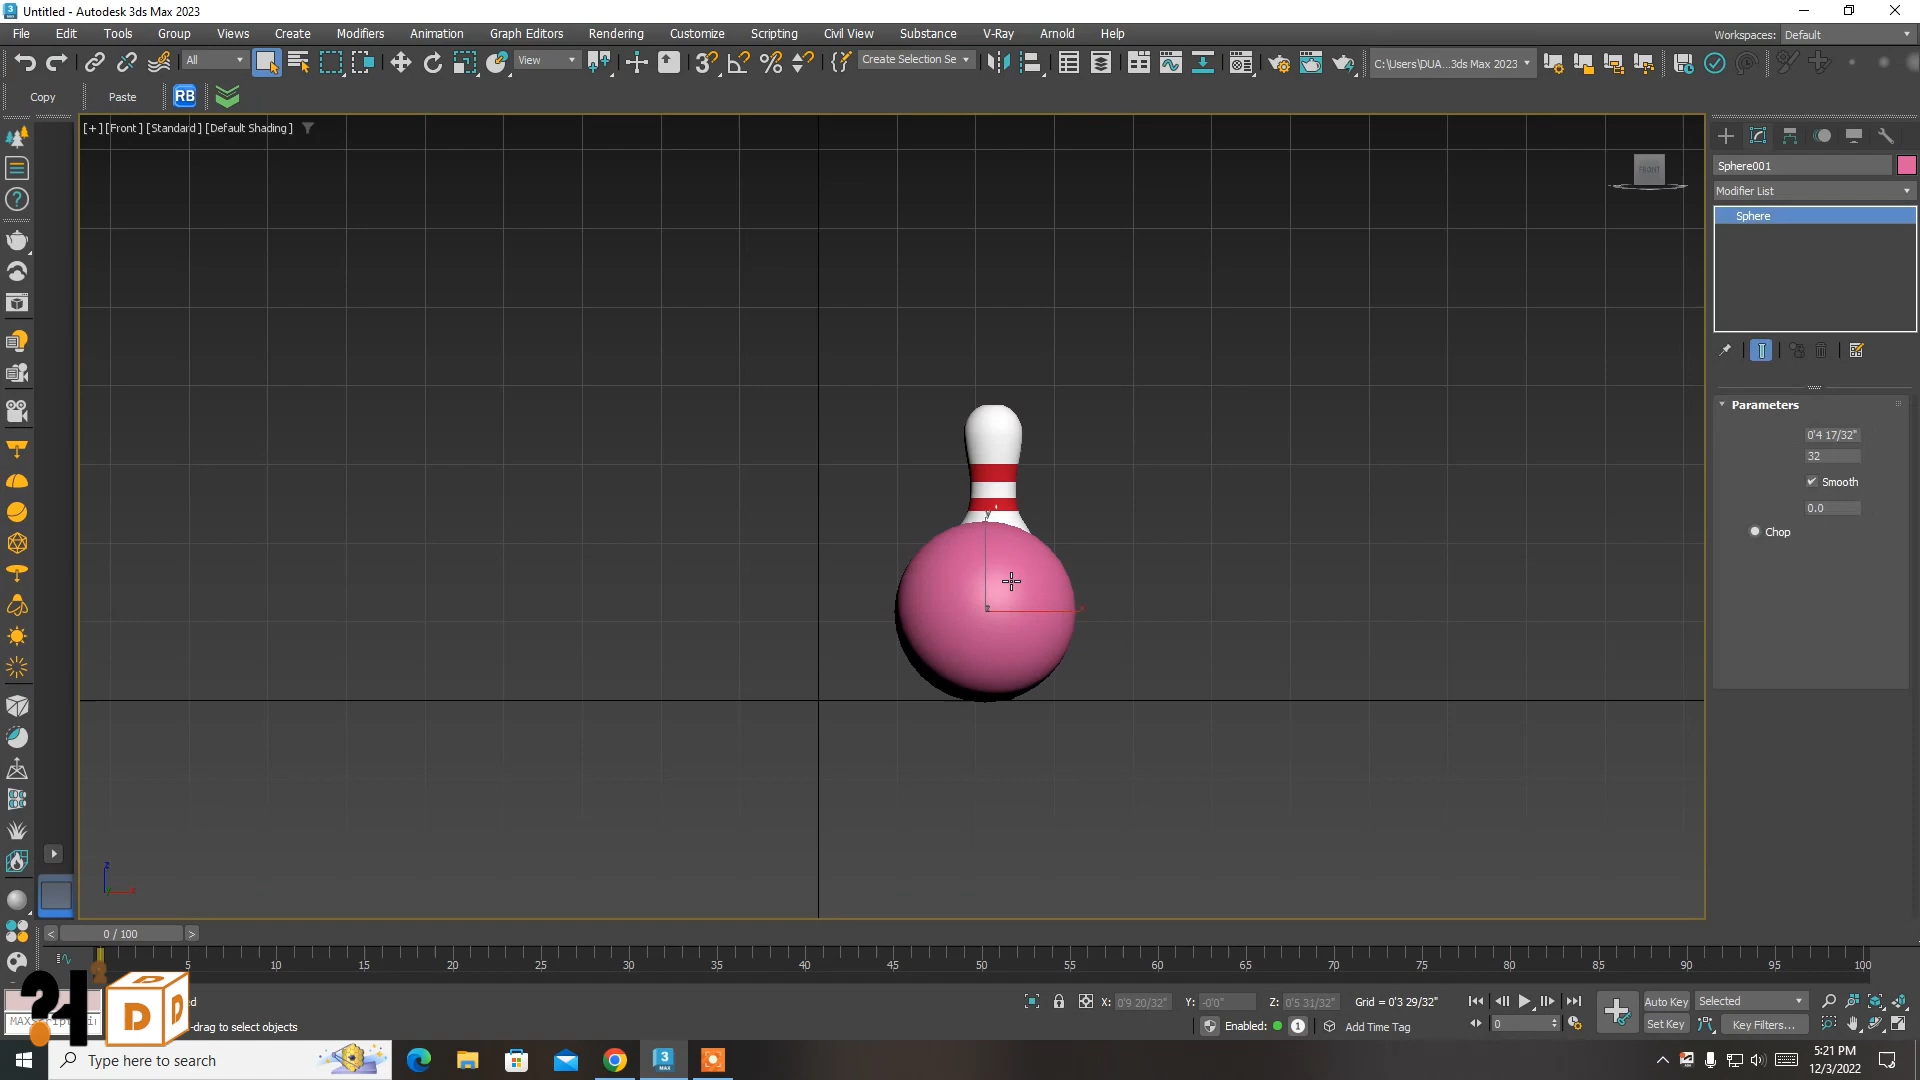 Untitled - Autodesk 3ds Max 2023
File Edit Tools Group Views Create Modifiers Animation Graph Editors Rendering Customize Scripting Civil View Substance V-Ray Arnold Help
Workspaces: Default
All View Create Selection Se C:\Users\DUA...3ds Max 2023
Copy Paste RB
[+] [Front] [Standard] [Default Shading]
FRONT
Sphere001
Modifier List
Sphere
Parameters
0'4 17/32"
32
Smooth
0.0
Chop
y
x
z
x
< 0 / 100 >
5 10 15 20 25 30 35 40 45 50 55 60 65 70 75 80 85 90 95 100
X: 0'9 20/32" Y: -0'0" Z: 0'5 31/32" Grid = 0'3 29/32"
Auto Key Selected
-drag to select objects
Enabled: 1 Add Time Tag
0 Set Key Key Filters...
D D D
3 MAX
Type here to search
5:21 PM
12/3/2022